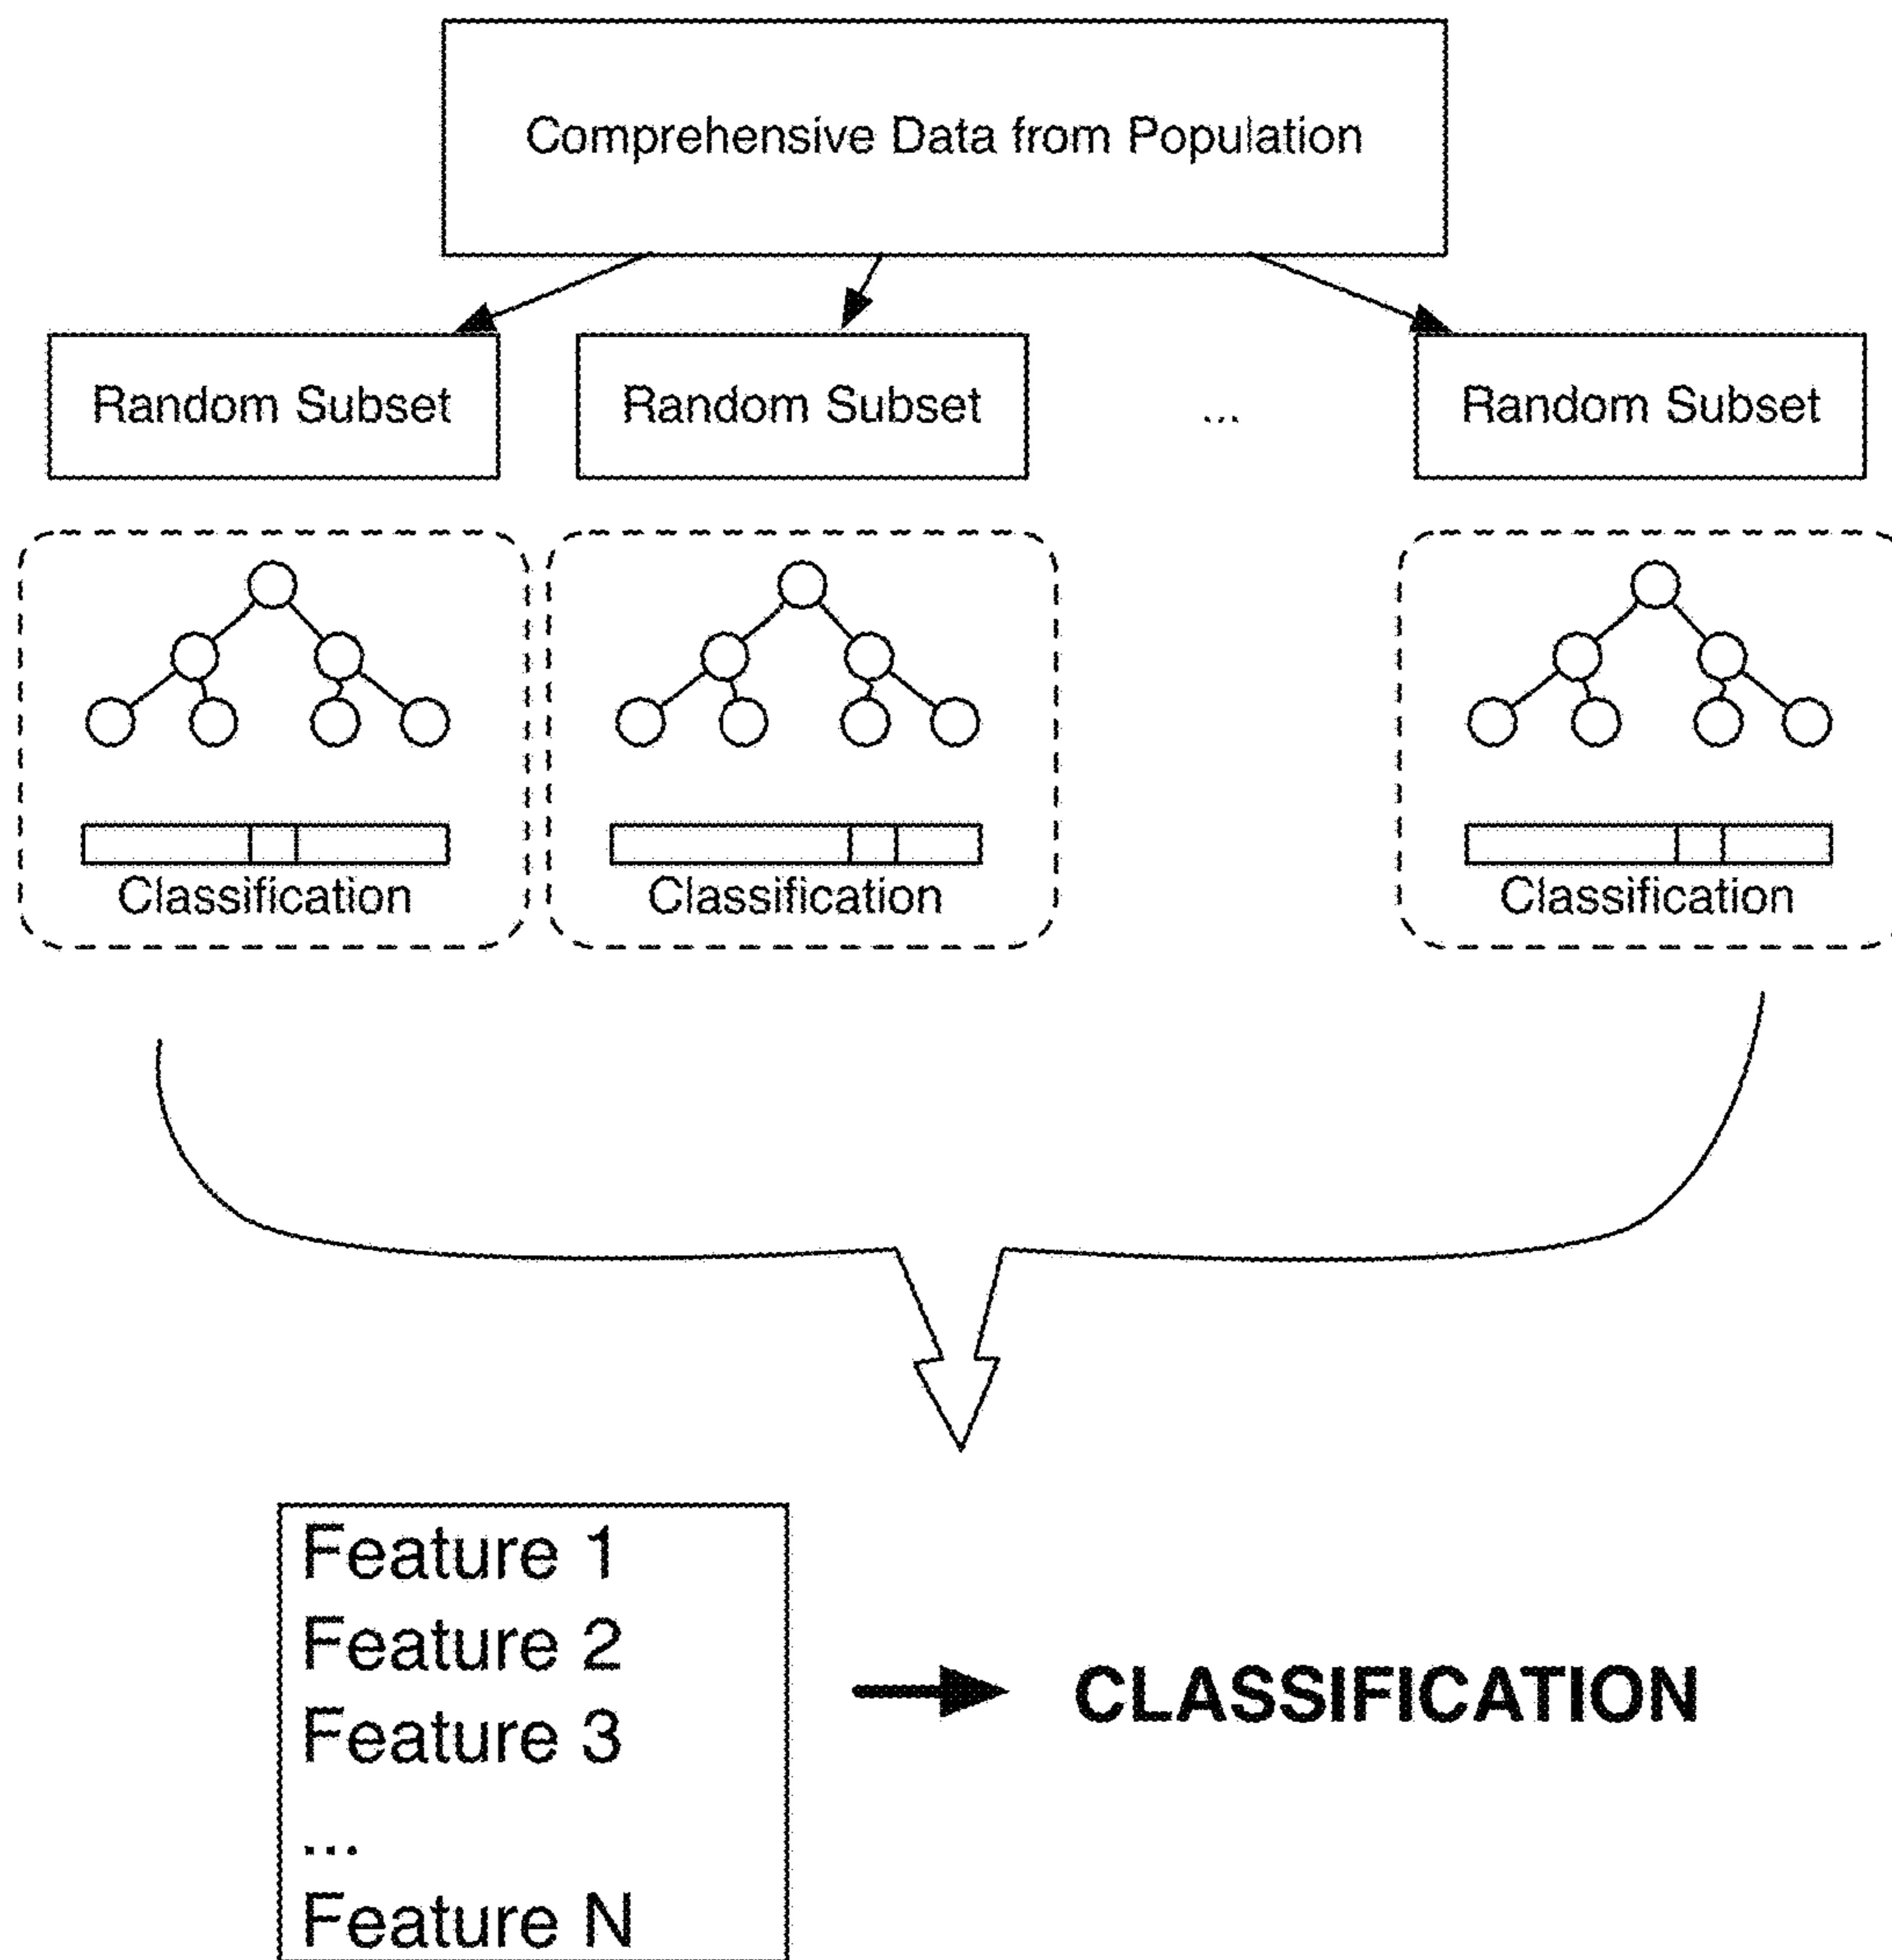 Comprehensive Data from Population
Random Subset
Random Subset
...
Random Subset
Classification
Classification
Classification
Feature 1
Feature 2
Feature 3
...
Feature N
CLASSIFICATION